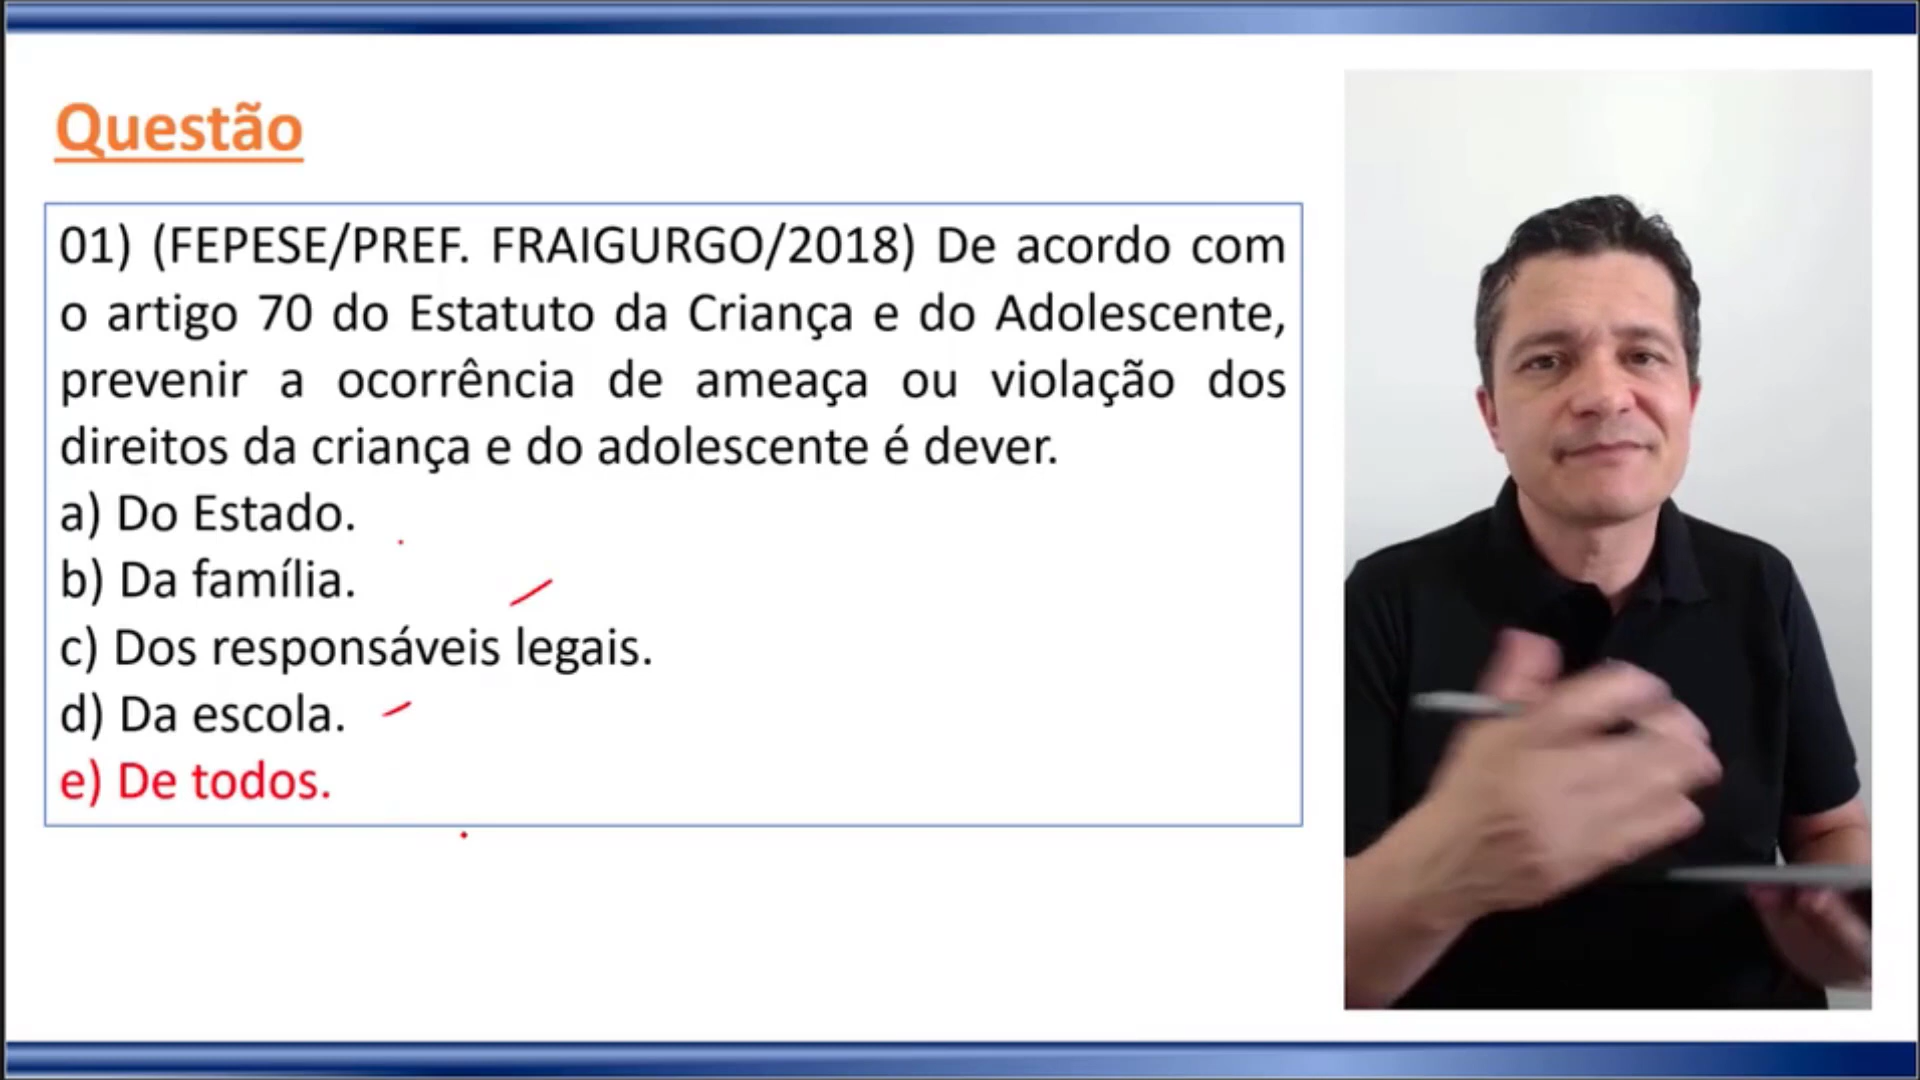 Questão
01) (FEPESE/PREF. FRAIGURGO/2018) De acordo com
o artigo 70 do Estatuto da Criança e do Adolescente,
prevenir a ocorrência de ameaça ou violação dos
direitos da criança e do adolescente é dever.
a) Do Estado.
b) Da família.
c) Dos responsáveis legais.
d) Da escola.
e) De todos.